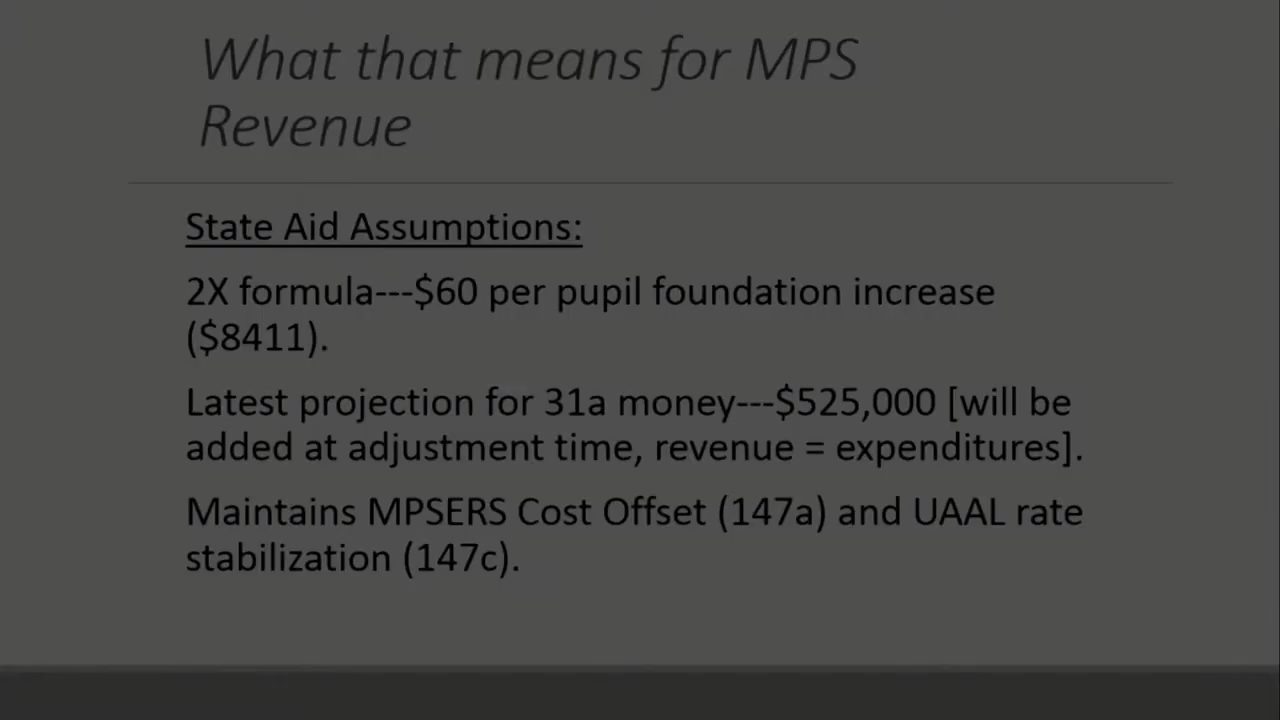 What that means for MPS
Revenue
State Aid Assumptions:
2X formula---$60 per pupil foundation increase
($8411).
Latest projection for 31a money---$525,000 [will be
added at adjustment time, revenue = expenditures].
Maintains MPSERS Cost Offset (147a) and UAAL rate
stabilization (147c).